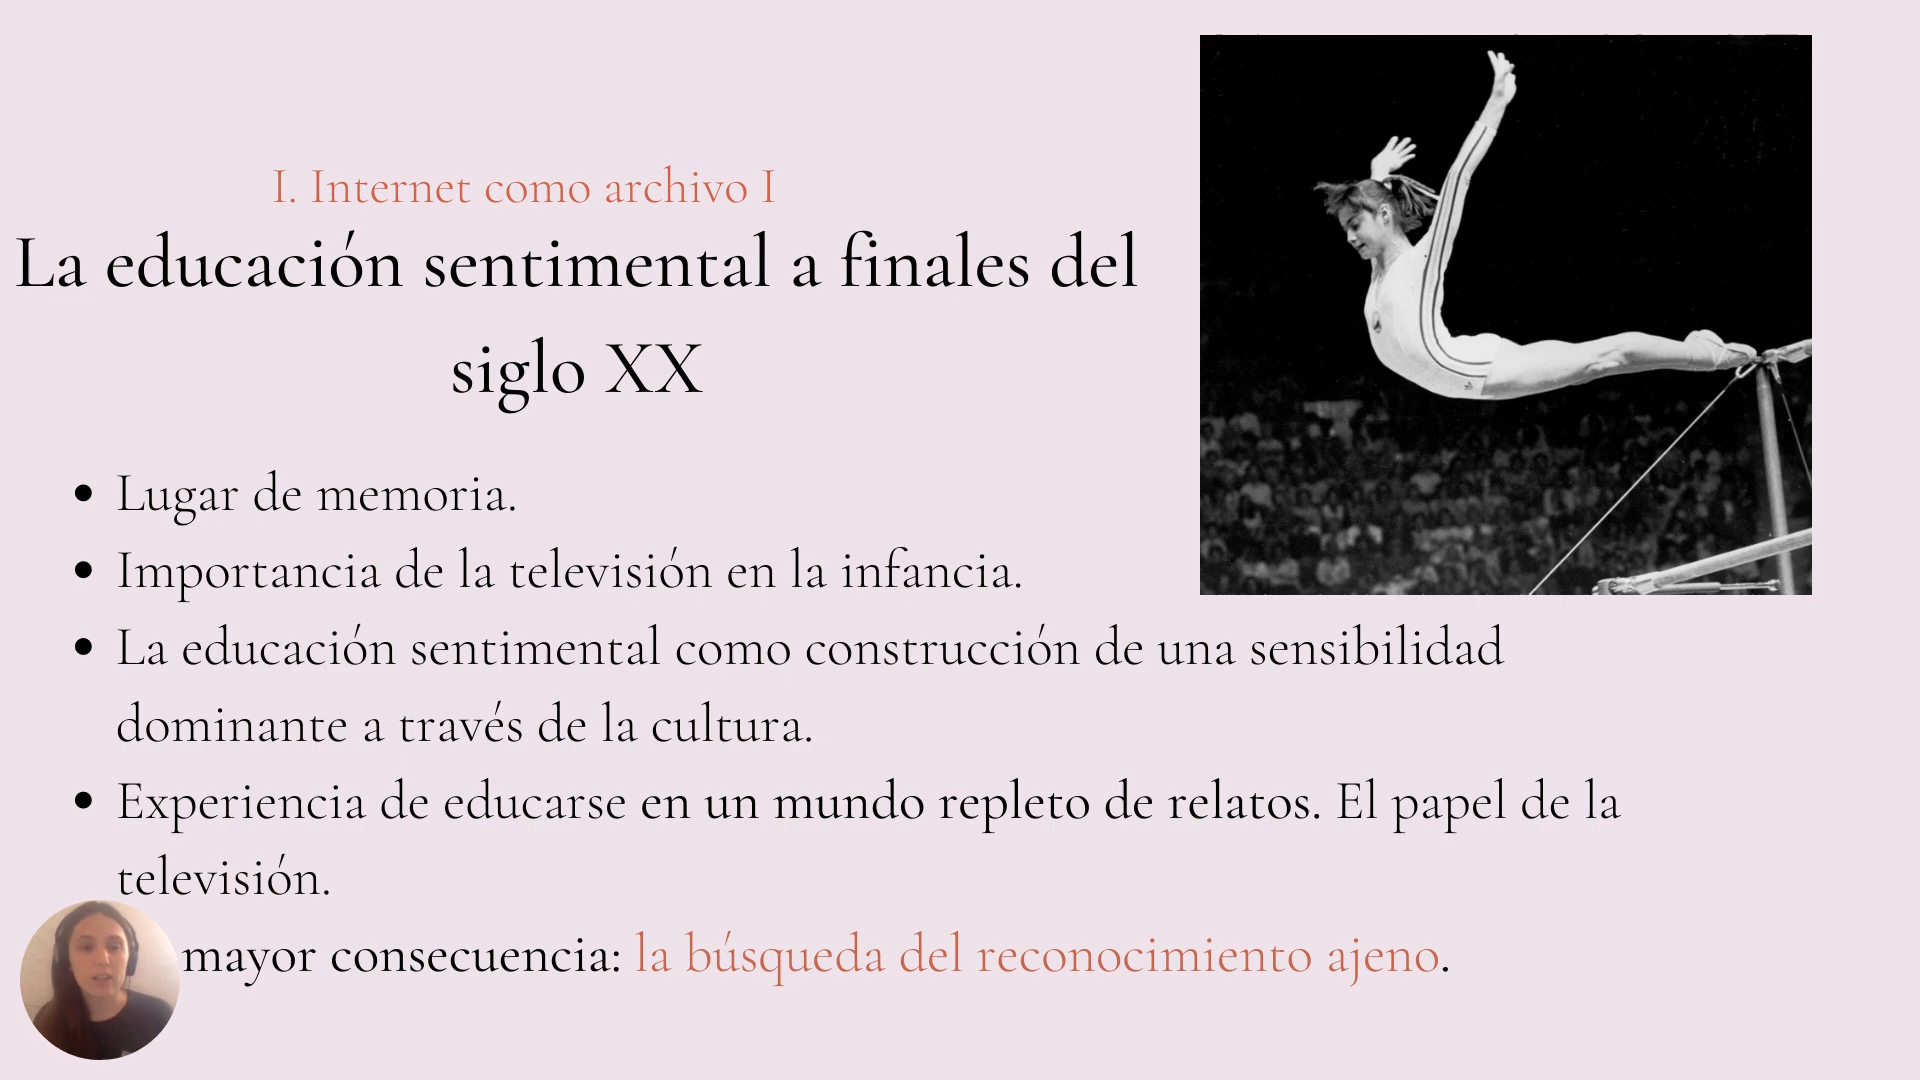 I. Internet como archivo I
La educación sentimental a finales del
siglo XX
Lugar de memoria.
Importancia de la televisión en la infancia.
La educación sentimental como construcción de una sensibilidad
dominante a través de la cultura.
Experiencia de educarse en un mundo repleto de relatos. El papel de la
televisión.
mayor consecuencia: la búsqueda del reconocimiento ajeno.